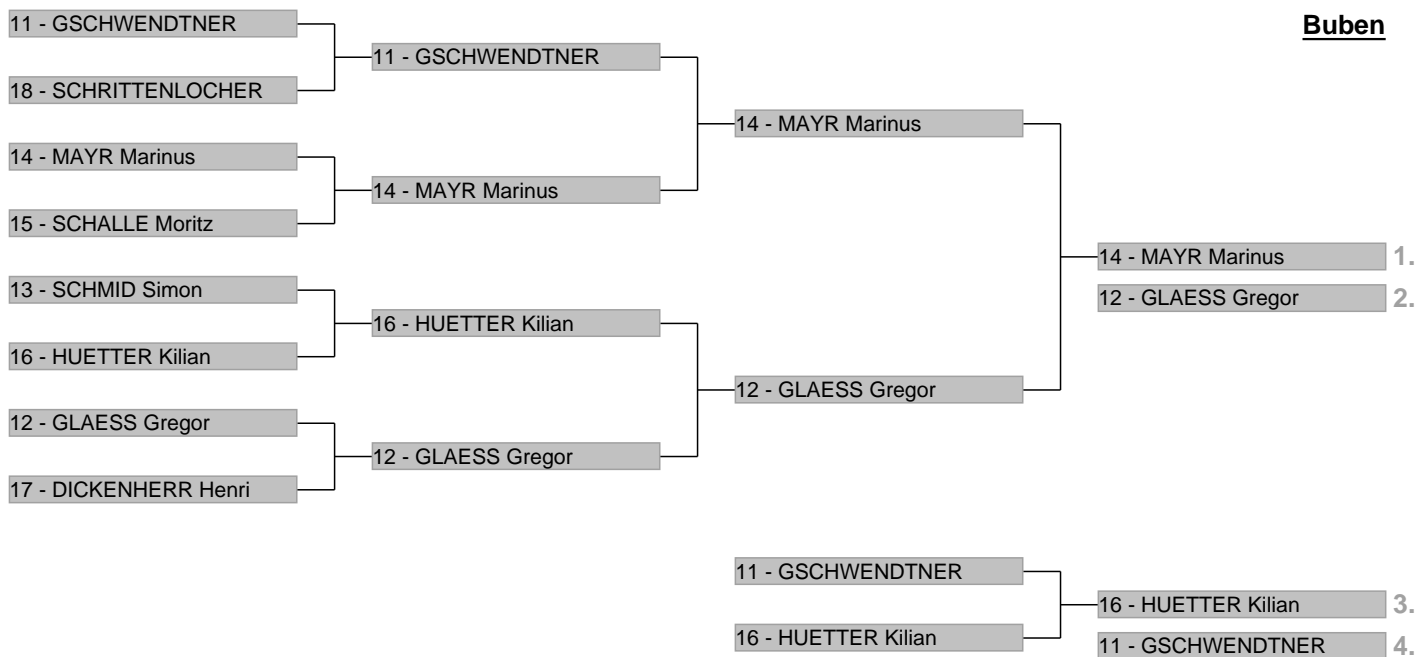 Buben
11 - GSCHWENDTNER
18 - SCHRITTENLOCHER
14 - MAYR Marinus
15 - SCHALLE Moritz
13 - SCHMID Simon
16 - HUETTER Kilian
12 - GLAESS Gregor
17 - DICKENHERR Henri
11 - GSCHWENDTNER
14 - MAYR Marinus
16 - HUETTER Kilian
12 - GLAESS Gregor
14 - MAYR Marinus
12 - GLAESS Gregor
14 - MAYR Marinus 1.
12 - GLAESS Gregor 2.
11 - GSCHWENDTNER
16 - HUETTER Kilian
16 - HUETTER Kilian 3.
11 - GSCHWENDTNER 4.